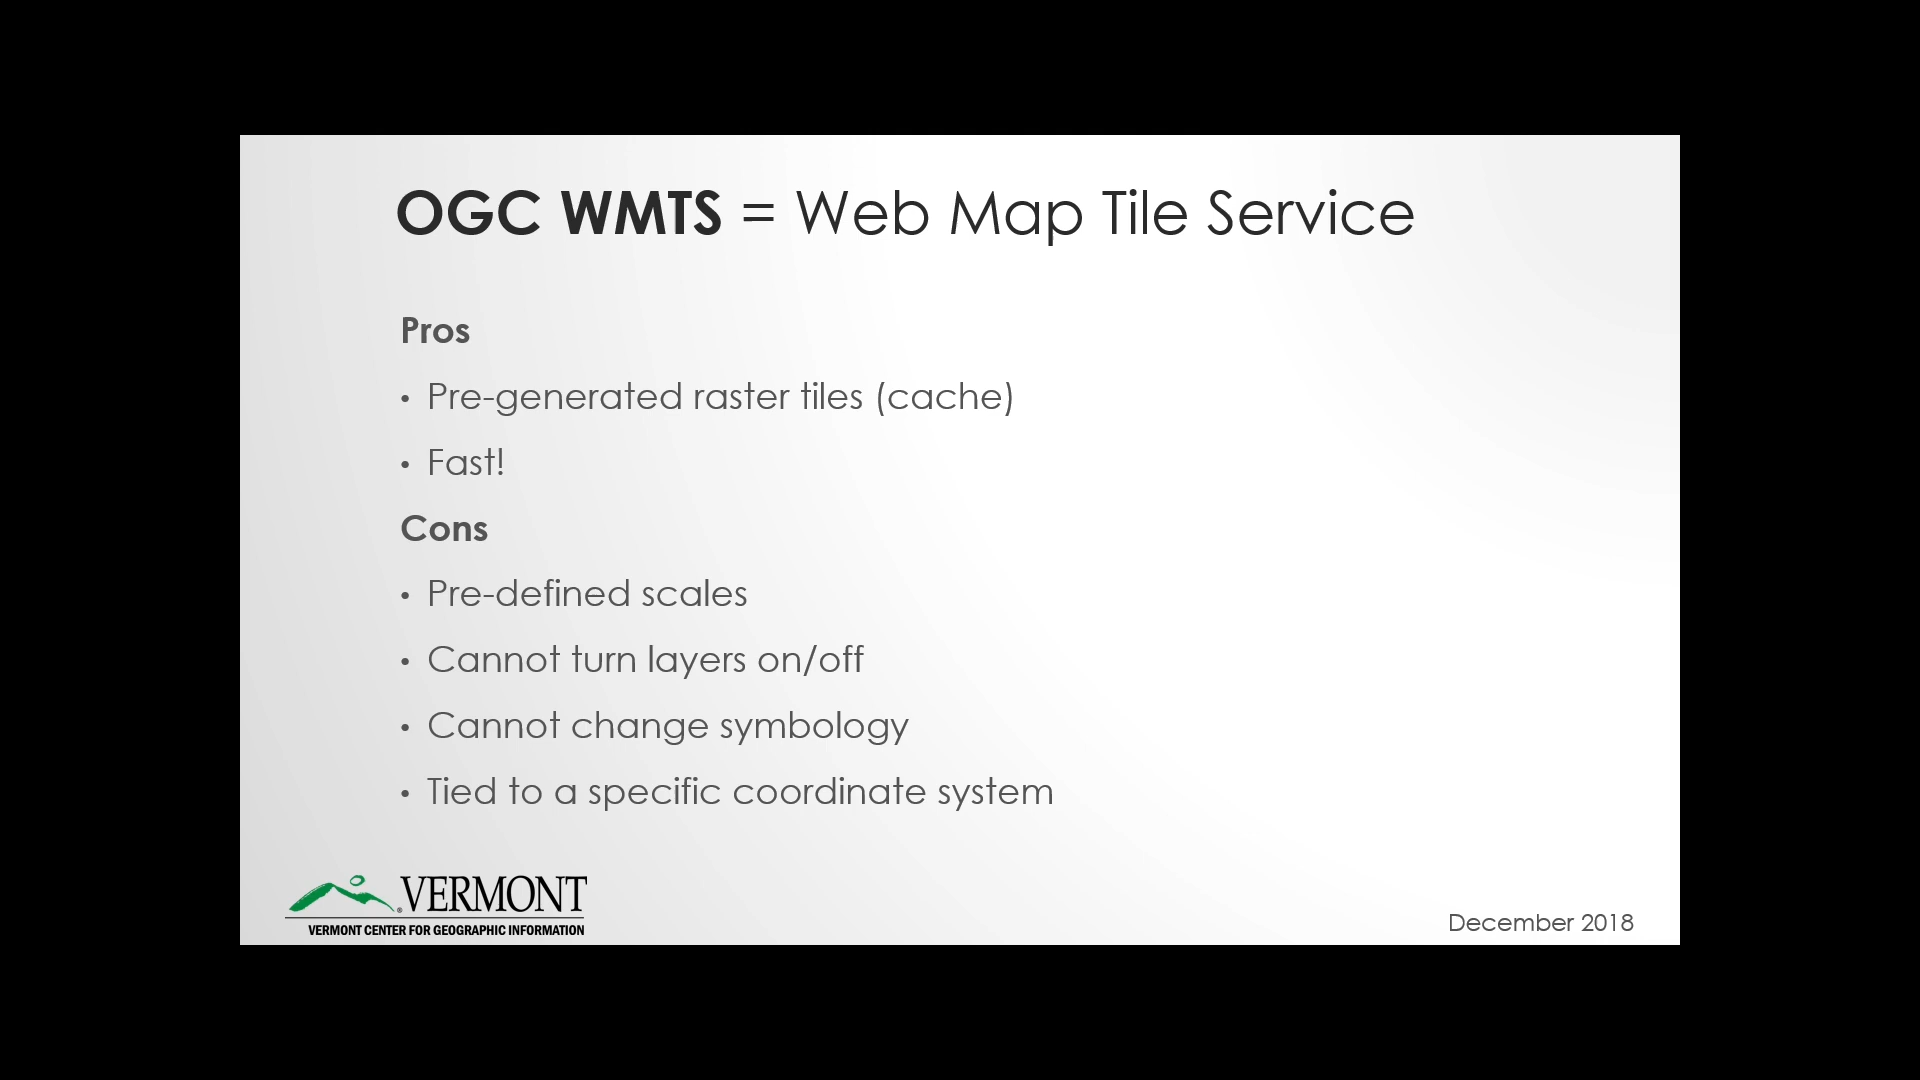 OGC WMTS = Web Map Tile Service
Pros
• Pre-generated raster tiles (cache)
• Fast!
Cons
• Pre-defined scales
• Cannot turn layers on/off
• Cannot change symbology
• Tied to a specific coordinate system
®VERMONT
VERMONT CENTER FOR GEOGRAPHIC INFORMATION
December 2018